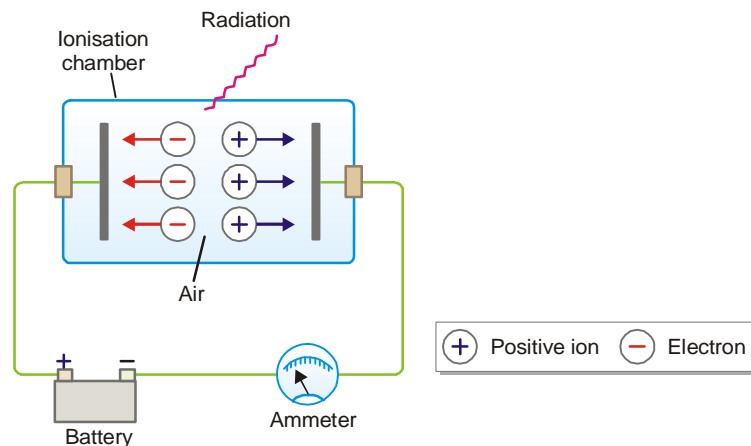 Radiation
Ionisation
chamber
− +
− +
− +
Air
+ −
Battery
Ammeter
+ Positive ion − Electron